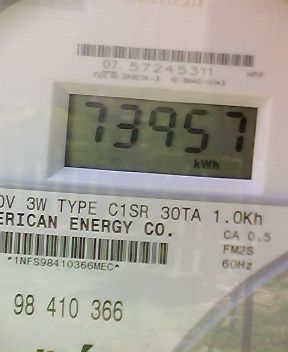 07 57245311
73957
kWh
0V 3W TYPE C1SR 30TA 1.0Kh
ERICAN ENERGY CO.
CA 0.5
FM2S
*1NFS98410366MEC*
60Hz
98 410 366